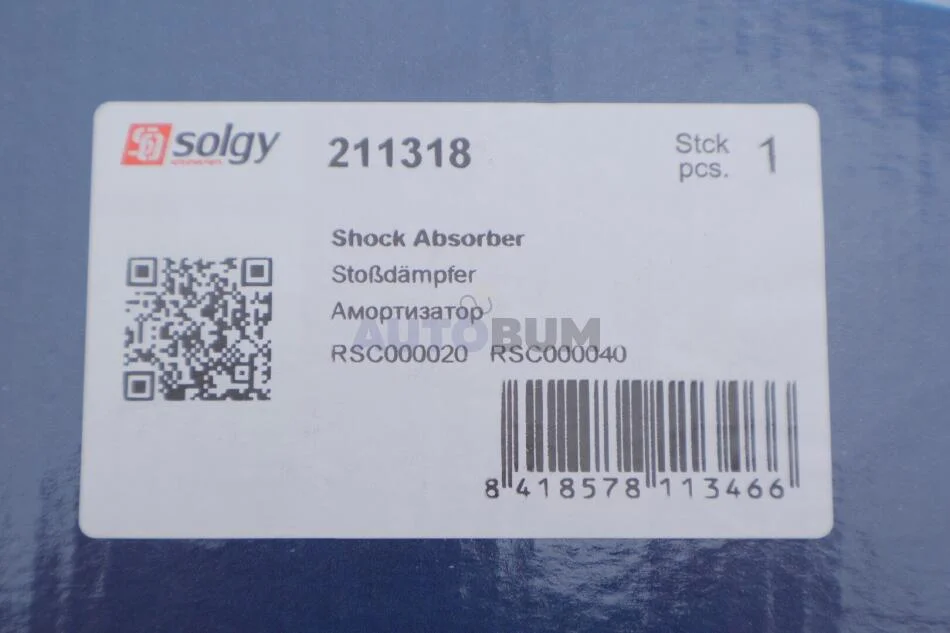 solgy
211318
Stck
pcs.
1
Shock Absorber
Stoßdämpfer
Амортизатор
AUTOBUM
RSC000020 RSC000040
8 418578 113466